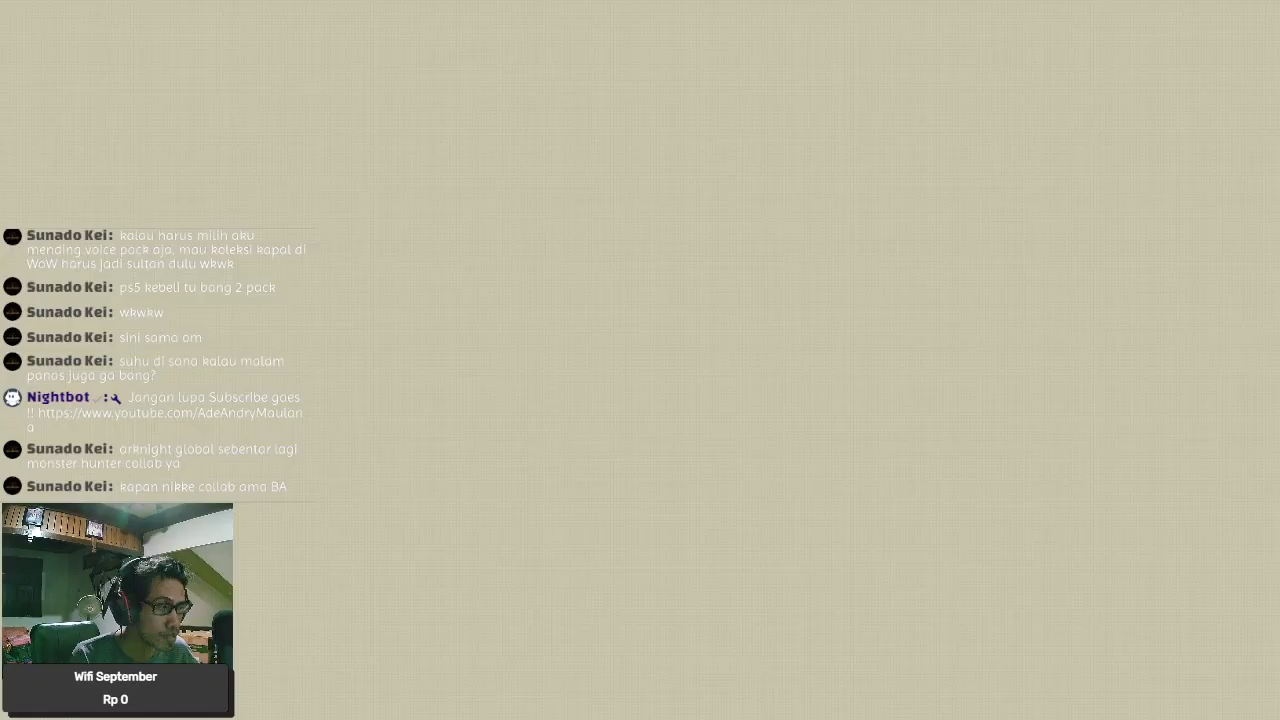 Sunado Kei: kalau harus milih aku
mending voice pack aja, mau koleksi kapal di
WoW harus jadi sultan dulu wkwk
Sunado Kei: ps5 kebeli tu bang 2 pack
Sunado Kei: wkwkw
Sunado Kei: sini sama om
Sunado Kei: suhu di sana kalau malam
panas juga ga bang?
Nightbot : Jangan lupa Subscribe gaes
!! https://www.youtube.com/AdeAndryMaulan
a
Sunado Kei: arknight global sebentar lagi
monster hunter collab ya
Sunado Kei: kapan nikke collab ama BA
Wifi September
Rp 0